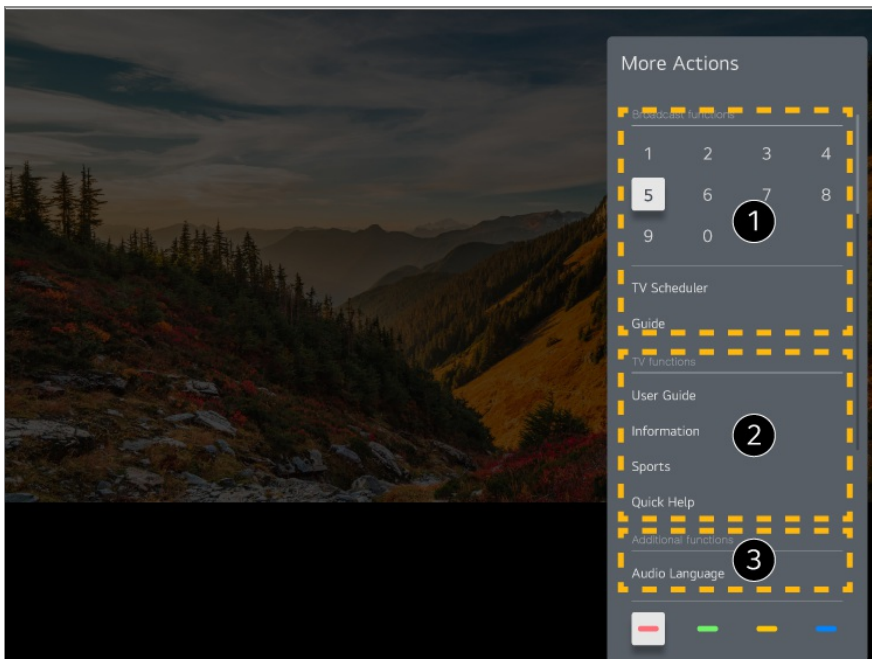 More Actions
Broadcast functions
1 2 3 4
5 6 7 8
1
9 0
TV Scheduler
Guide
TV functions
User Guide
Information
2
Sports
Quick Help
Additional functions
3
Audio Language